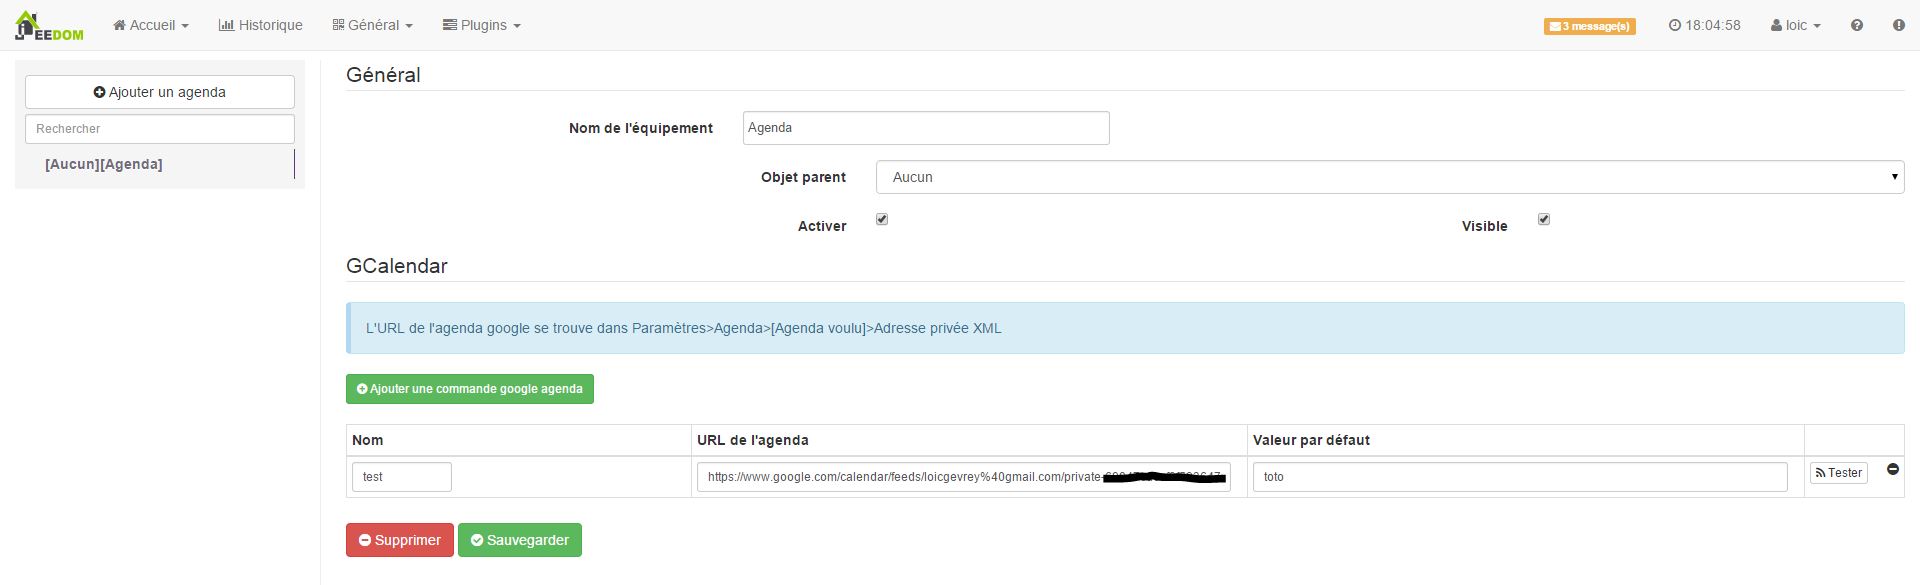 JEEDOM Accueil Historique Général Plugins 3 message(s) 18:04:58 loic
Ajouter un agenda
Rechercher
[Aucun][Agenda]
Général
Nom de l'équipement Agenda
Objet parent Aucun
Activer Visible
GCalendar
L'URL de l'agenda google se trouve dans Paramètres>Agenda>[Agenda voulu]>Adresse privée XML
Ajouter une commande google agenda
Nom URL de l'agenda Valeur par défaut
test https://www.google.com/calendar/feeds/loicgevrey%40gmail.com/private- toto Tester
Supprimer Sauvegarder